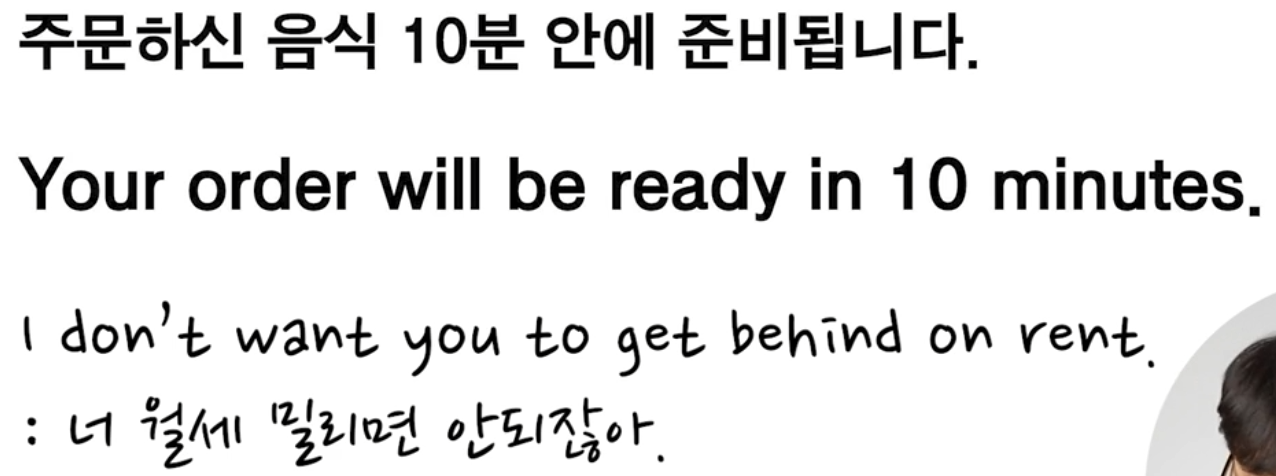 주문하신 음식 10분 안에 준비됩니다.
Your order will be ready in 10 minutes.
I don't want you to get behind on rent.
: 너 월세 밀리면 안되잖아.